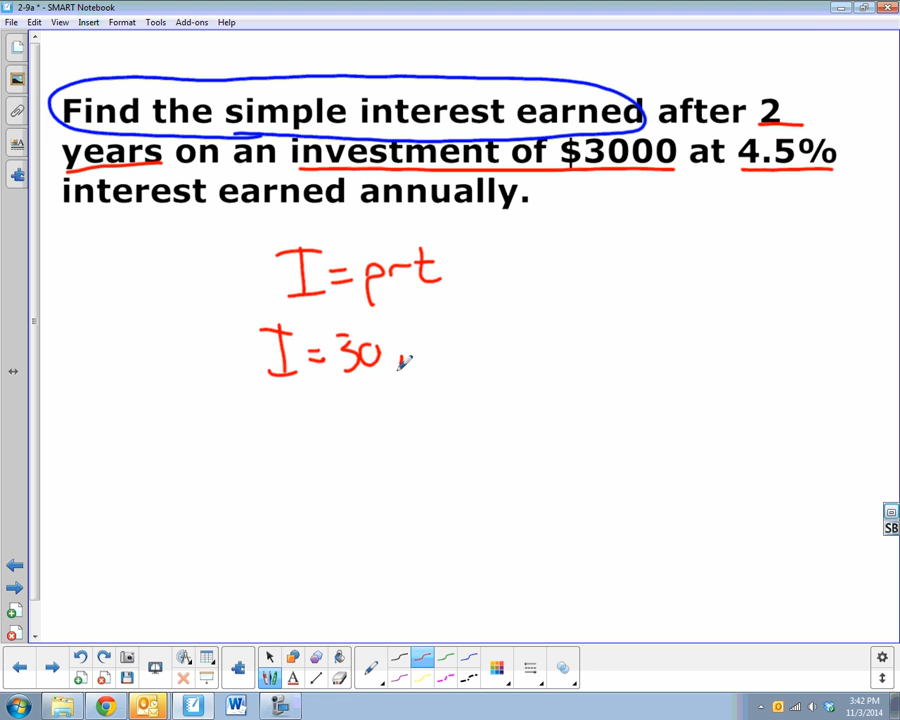 2-9a * - SMART Notebook
File Edit View Insert Format Tools Add-ons Help
Find the simple interest earned after 2
years on an investment of $3000 at 4.5%
interest earned annually.
I = prt
I = 30
SB
A
W
3:42 PM
11/3/2014